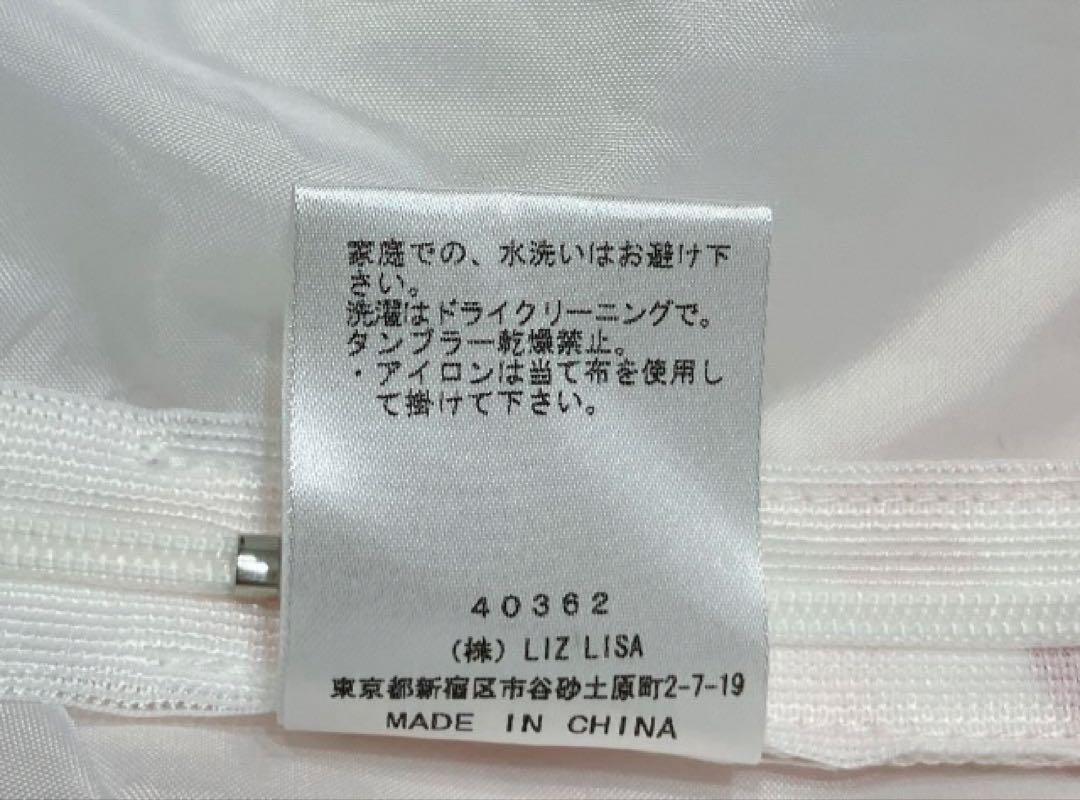 家庭での、水洗いはお避け下
さい。
洗濯はドライクリーニングで。
タンブラー乾燥禁止。
・アイロンは当て布を使用し
て掛けて下さい。
40362
(株) LIZ LISA
東京都新宿区市谷砂土原町2-7-19
MADE IN CHINA